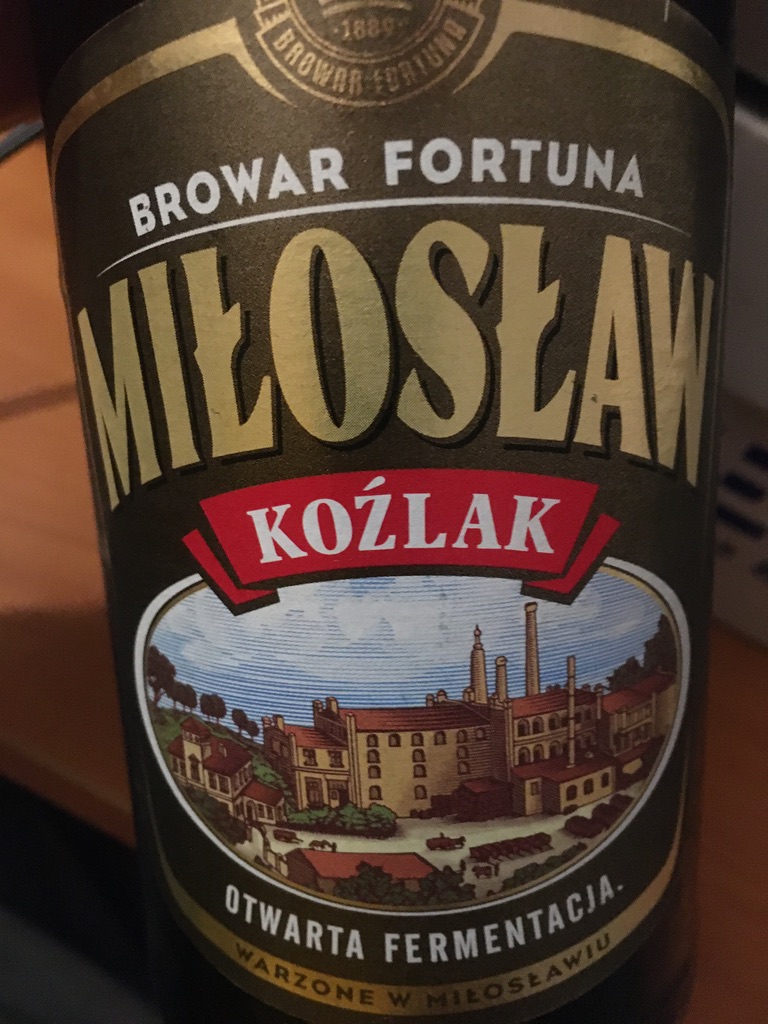 ·1889·
BROWAR FORTUNA
BROWAR FORTUNA
MIŁOSŁAW
KOŹLAK
OTWARTA FERMENTACJA.
WARZONE W MIŁOSŁAWIU